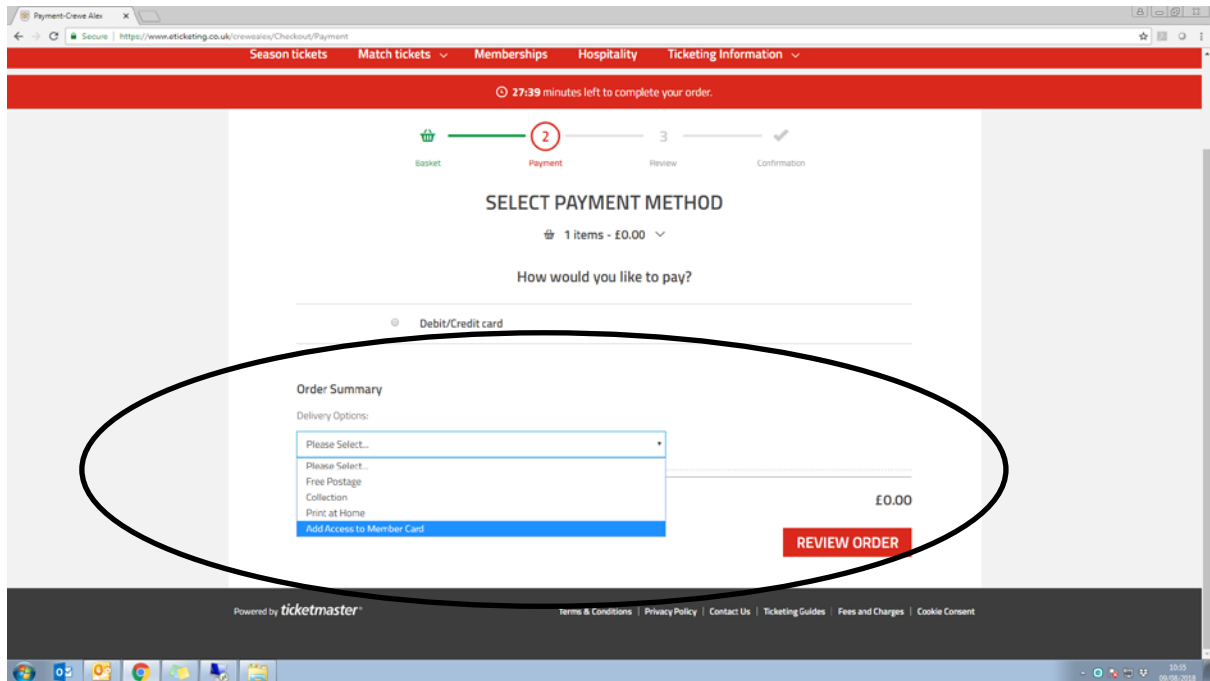 Payment-Crewe Alex
Secure | https://www.eticketing.co.uk/crewealex/Checkout/Payment
Season tickets Match tickets Memberships Hospitality Ticketing Information
27:39 minutes left to complete your order.
2 3
Basket Payment Review Confirmation
SELECT PAYMENT METHOD
1 items - £0.00
How would you like to pay?
Debit/Credit card
Order Summary
Delivery Options:
Please Select...
Please Select...
Free Postage
Collection
Print at Home
Add Access to Member Card
£0.00
REVIEW ORDER
Powered by ticketmaster®
Terms & Conditions | Privacy Policy | Contact Us | Ticketing Guides | Fees and Charges | Cookie Consent
10:55
09/08/2018